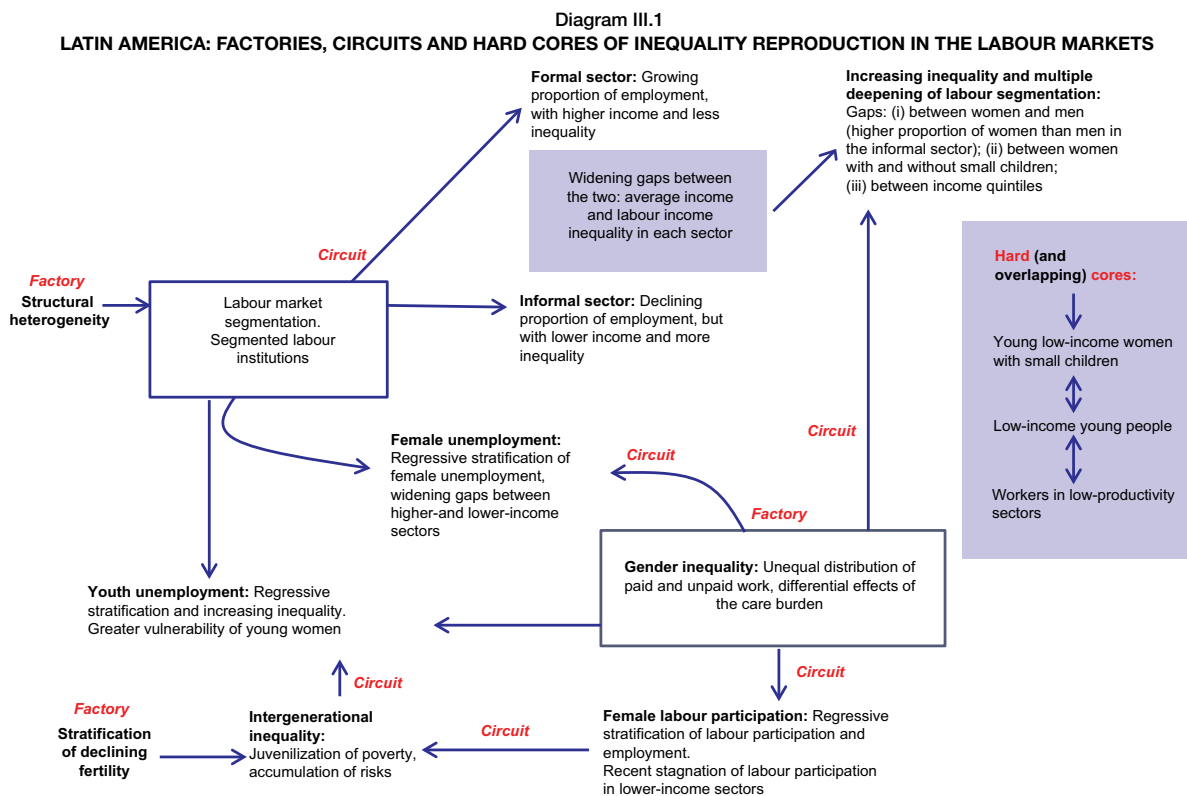 Diagram III.1
LATIN AMERICA: FACTORIES, CIRCUITS AND HARD CORES OF INEQUALITY REPRODUCTION IN THE LABOUR MARKETS
Formal sector: Growing
proportion of employment,
with higher income and less
inequality
Increasing inequality and multiple
deepening of labour segmentation:
Gaps: (i) between women and men
(higher proportion of women than men in
the informal sector); (ii) between women
with and without small children;
(iii) between income quintiles
Widening gaps between
the two: average income
and labour income
inequality in each sector
Circuit
Factory
Structural
heterogeneity
Labour market
segmentation.
Segmented labour
institutions
Informal sector: Declining
proportion of employment, but
with lower income and more
inequality
Hard (and
overlapping) cores:
Young low-income women
with small children
Low-income young people
Workers in low-productivity
sectors
Female unemployment:
Regressive stratification of
female unemployment,
widening gaps between
higher-and lower-income
sectors
Circuit
Circuit
Factory
Gender inequality: Unequal distribution of
paid and unpaid work, differential effects of
the care burden
Youth unemployment: Regressive
stratification and increasing inequality.
Greater vulnerability of young women
Circuit
Circuit
Factory
Stratification
of declining
fertility
Intergenerational
inequality:
Juvenilization of poverty,
accumulation of risks
Circuit
Female labour participation: Regressive
stratification of labour participation and
employment.
Recent stagnation of labour participation
in lower-income sectors